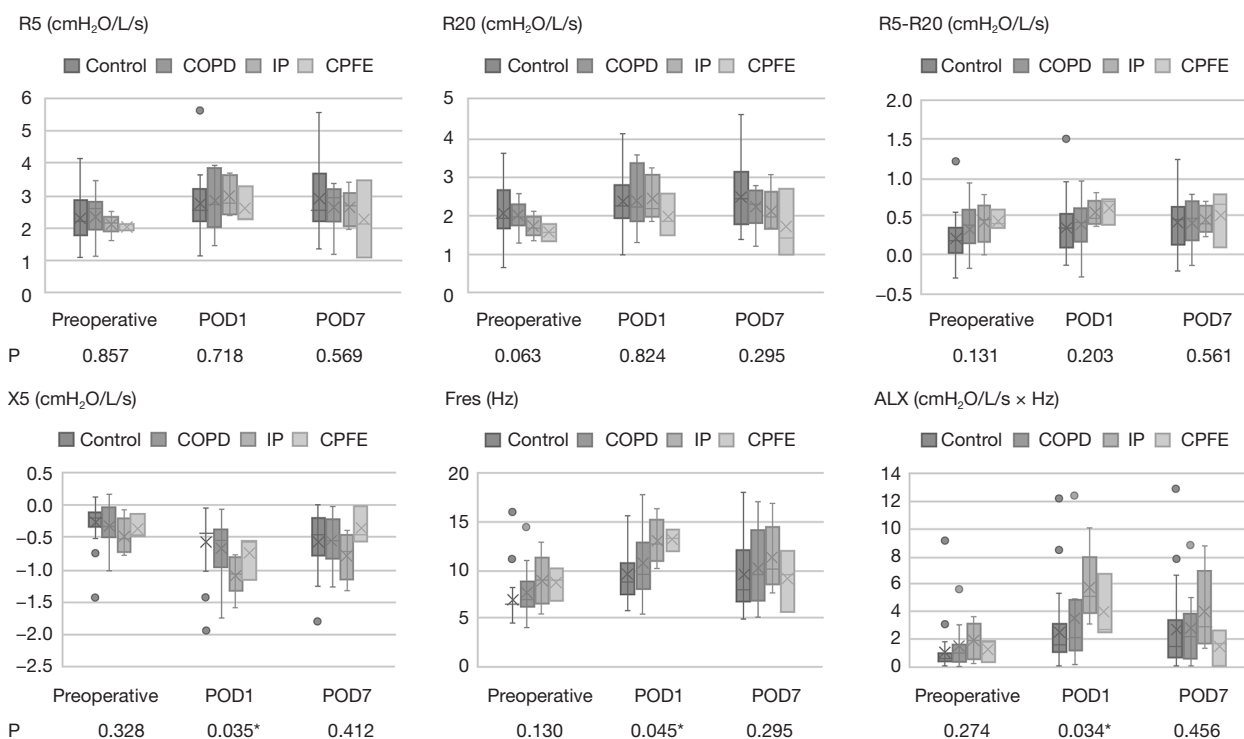 R5 (cmH₂O/L/s)
Control COPD IP CPFE
6
5
4
3
2
1
0
Preoperative POD1 POD7
P 0.857 0.718 0.569
R20 (cmH₂O/L/s)
Control COPD IP CPFE
5
4
3
2
1
0
Preoperative POD1 POD7
0.063 0.824 0.295
R5-R20 (cmH₂O/L/s)
Control COPD IP CPFE
2.0
1.5
1.0
0.5
0.0
−0.5
Preoperative POD1 POD7
0.131 0.203 0.561
X5 (cmH₂O/L/s)
Control COPD IP CPFE
0.5
0.0
−0.5
−1.0
−1.5
−2.0
−2.5
Preoperative POD1 POD7
P 0.328 0.035* 0.412
Fres (Hz)
Control COPD IP CPFE
20
15
10
5
0
Preoperative POD1 POD7
0.130 0.045* 0.295
ALX (cmH₂O/L/s × Hz)
Control COPD IP CPFE
14
12
10
8
6
4
2
0
Preoperative POD1 POD7
0.274 0.034* 0.456